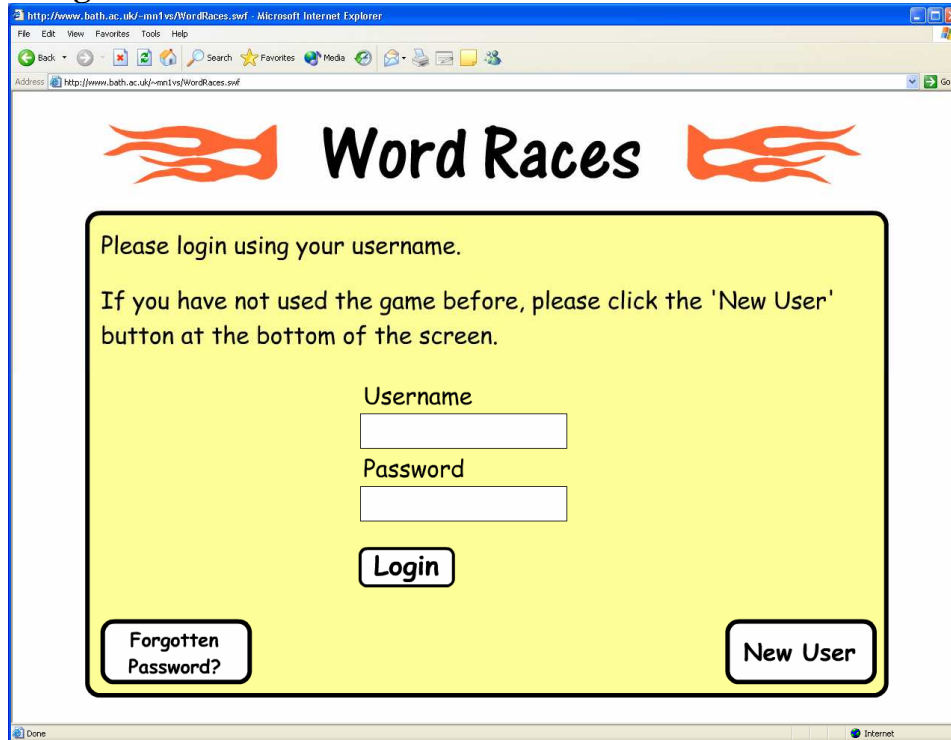 http://www.bath.ac.uk/~mn1vs/WordRaces.swf - Microsoft Internet Explorer
File Edit View Favorites Tools Help
Back Search Favorites Media
Address http://www.bath.ac.uk/~mn1vs/WordRaces.swf Go
Word Races
Please login using your username.
If you have not used the game before, please click the 'New User'
button at the bottom of the screen.
Username
Password
Login
Forgotten
Password?
New User
Done Internet